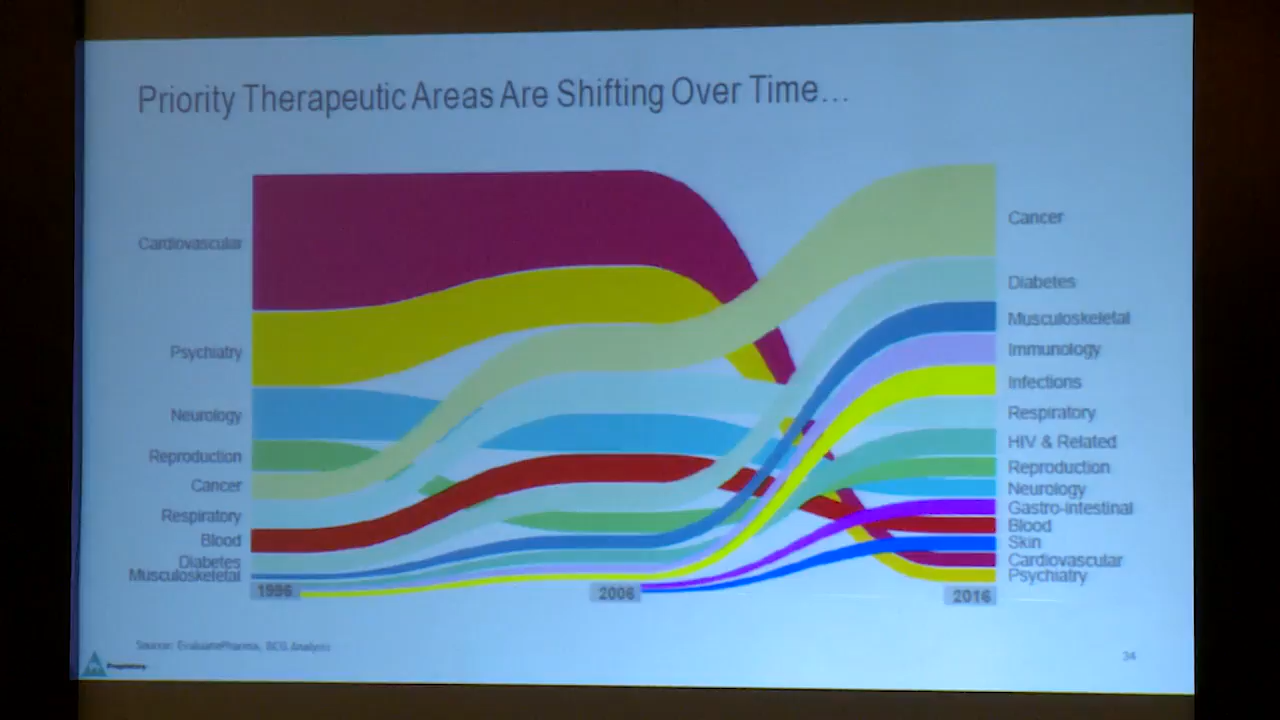 Priority Therapeutic Areas Are Shifting Over Time…
Cardiovascular
Psychiatry
Neurology
Reproduction
Cancer
Respiratory
Blood
Diabetes
Musculoskeletal
1996
2006
2016
Cancer
Diabetes
Musculoskeletal
Immunology
Infections
Respiratory
HIV & Related
Reproduction
Neurology
Gastro-intestinal
Blood
Skin
Cardiovascular
Psychiatry
Source: EvaluatePharma, BCG Analysis
Proprietary
34